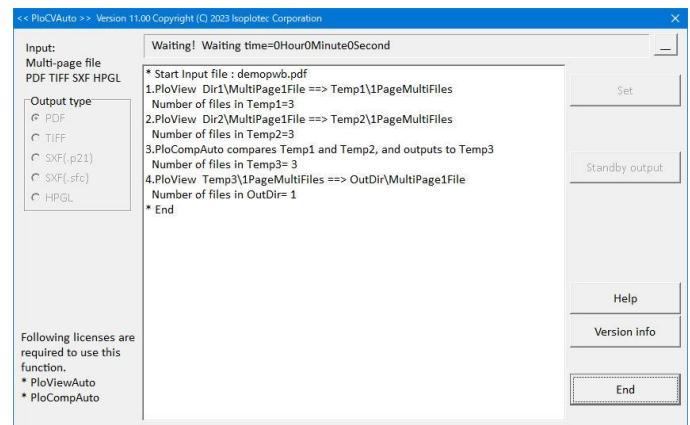 << PloCVAuto >> Version 11.00 Copyright (C) 2023 Isoplotec Corporation
Input:
Multi-page file
PDF TIFF SXF HPGL
Output type
PDF
TIFF
SXF(.p21)
SXF(.sfc)
HPGL
Following licenses are
required to use this
function.
* PloViewAuto
* PloCompAuto
Waiting! Waiting time=0Hour0Minute0Second
* Start Input file : demopwb.pdf
1.PloView Dir1\MultiPage1File ==> Temp1\1PageMultiFiles
Number of files in Temp1=3
2.PloView Dir2\MultiPage1File ==> Temp2\1PageMultiFiles
Number of files in Temp2=3
3.PloCompAuto compares Temp1 and Temp2, and outputs to Temp3
Number of files in Temp3= 3
4.PloView Temp3\1PageMultiFiles ==> OutDir\MultiPage1File
Number of files in OutDir= 1
* End
Set
Standby output
Help
Version info
End